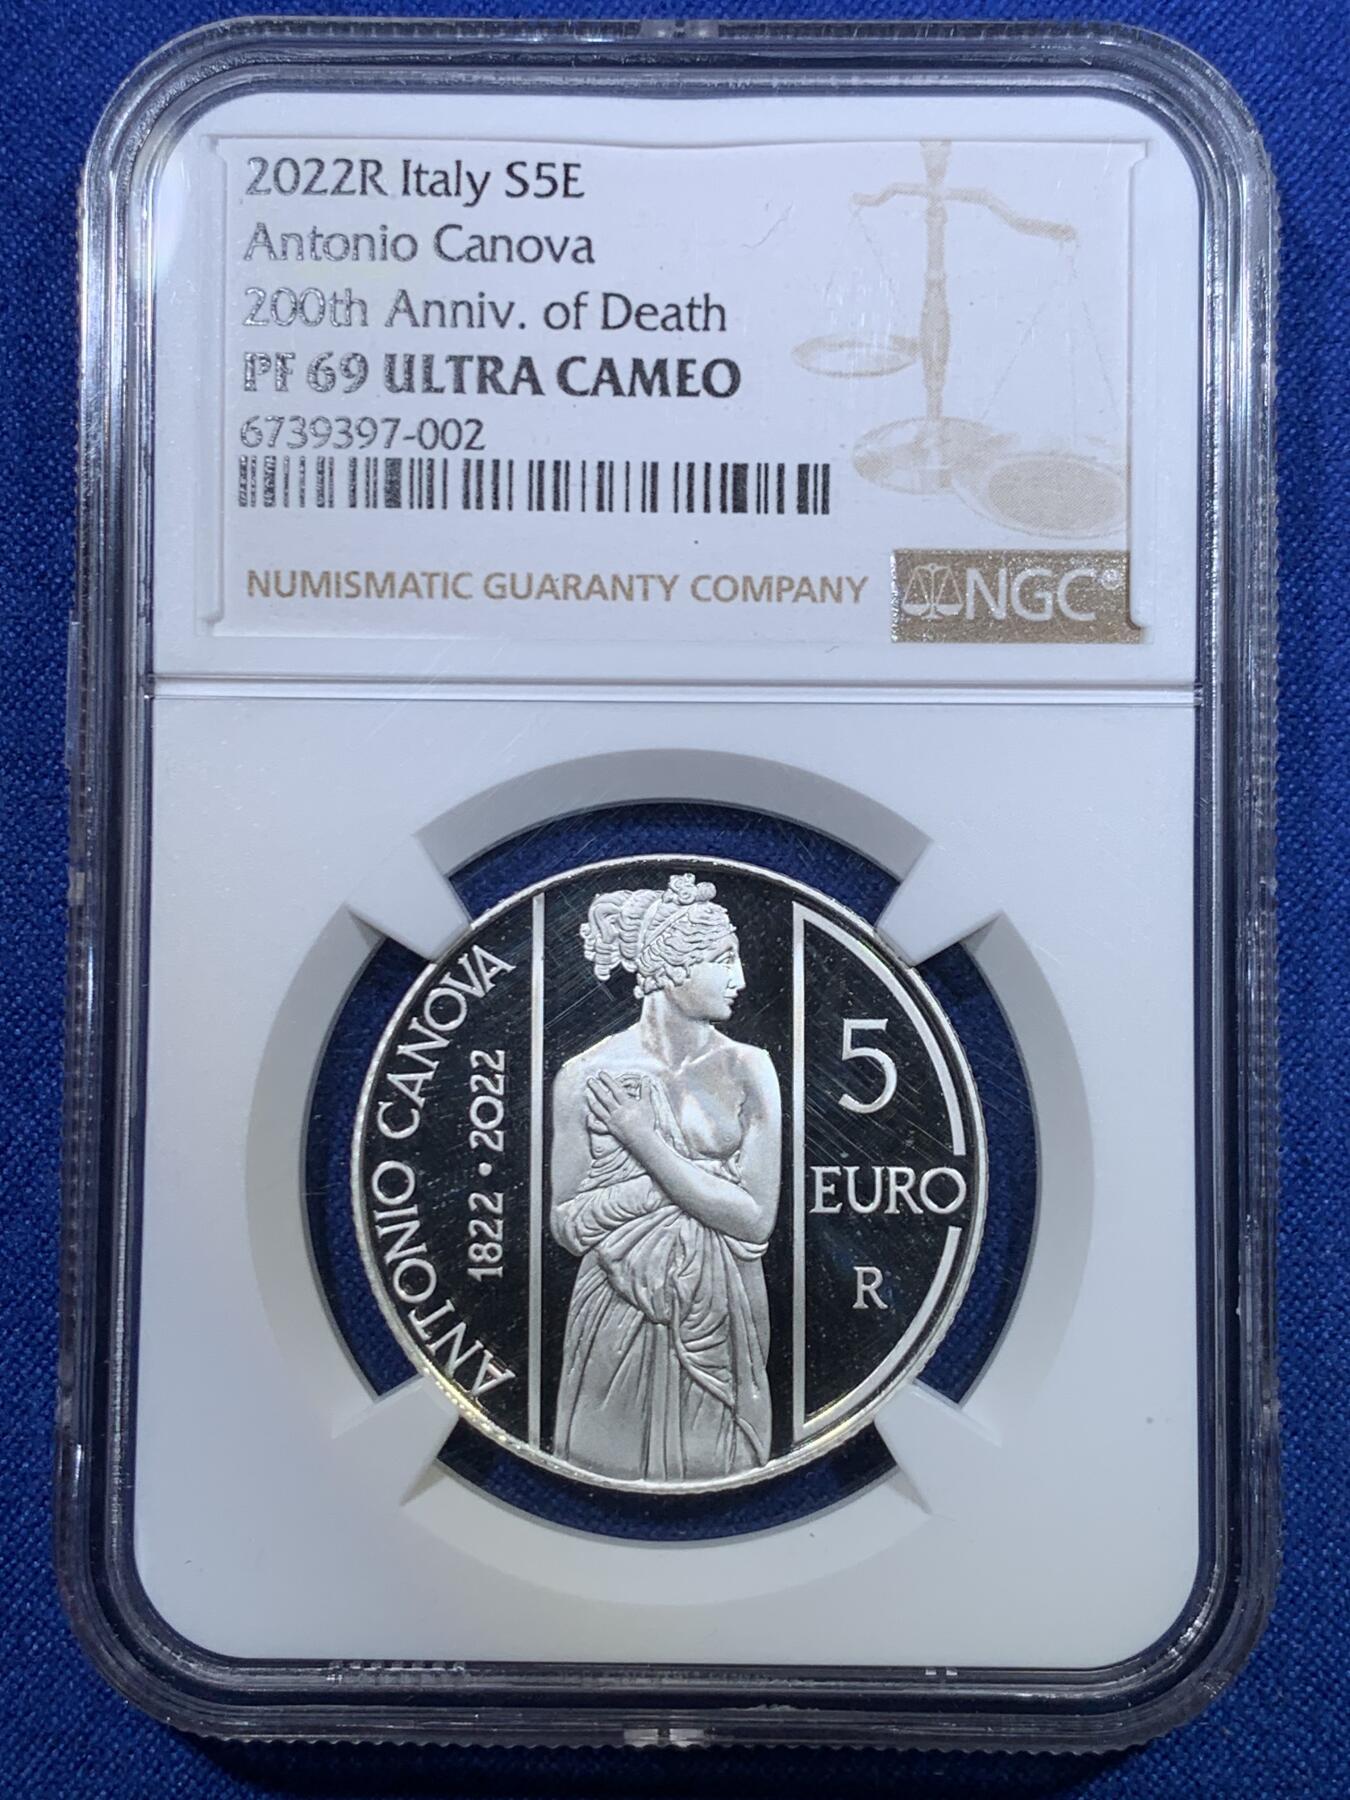 2022R Italy S5E
Antonio Canova
200th Anniv. of Death
PF 69 ULTRA CAMEO
6739397-002
NUMISMATIC GUARANTY COMPANY
NGC®
ANTONIO CANOVA
1822 • 2022
5
EURO
R